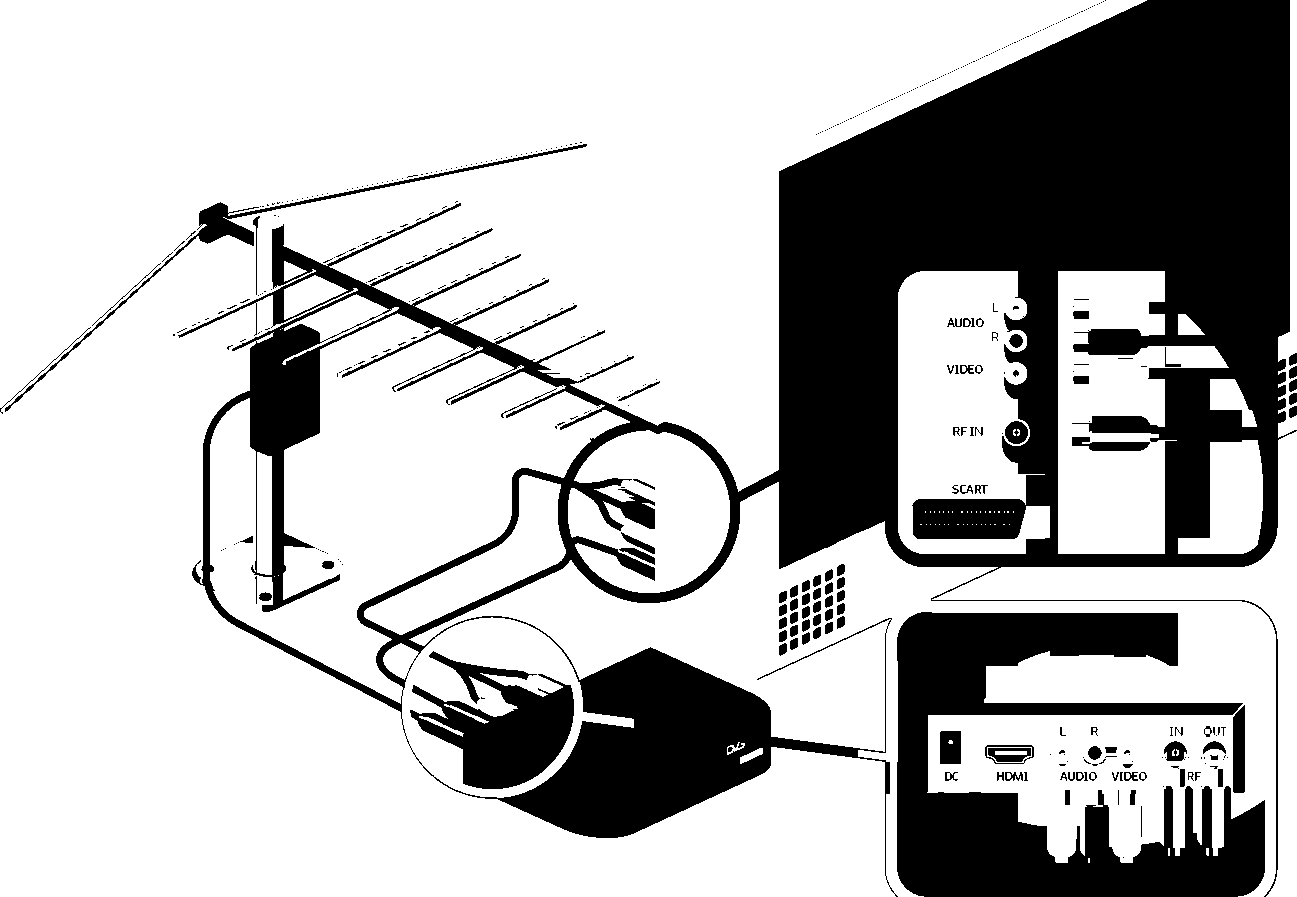 L
AUDIO
R
VIDEO
RF IN
SCART
L R IN OUT
DC HDMI AUDIO VIDEO RF